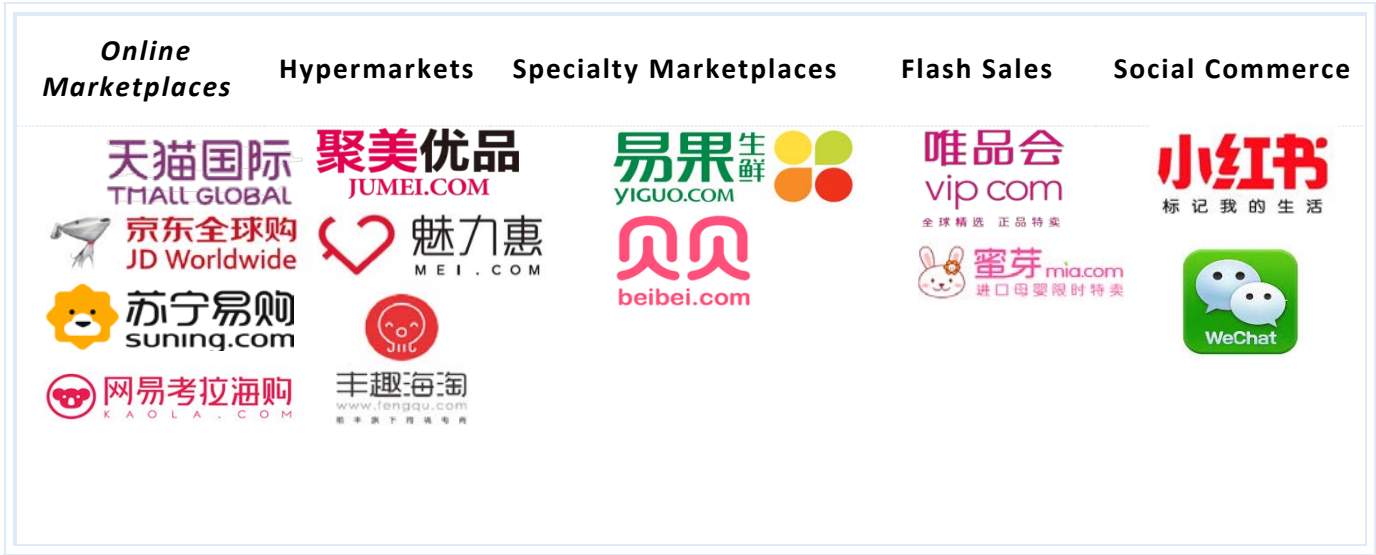 Online
Marketplaces
Hypermarkets
Specialty Marketplaces
Flash Sales
Social Commerce
天猫国际
TMALL GLOBAL
京东全球购
JD Worldwide
苏宁易购
suning.com
网易考拉海购
KAOLA.COM
聚美优品
JUMEI.COM
魅力惠
MEI.COM
丰趣海淘
www.fengqu.com
易果生鲜
YIGUO.COM
贝贝
beibei.com
唯品会
vip com
全球精选 正品特卖
蜜芽 mia.com
进口母婴限时特卖
小红书
标记我的生活
WeChat